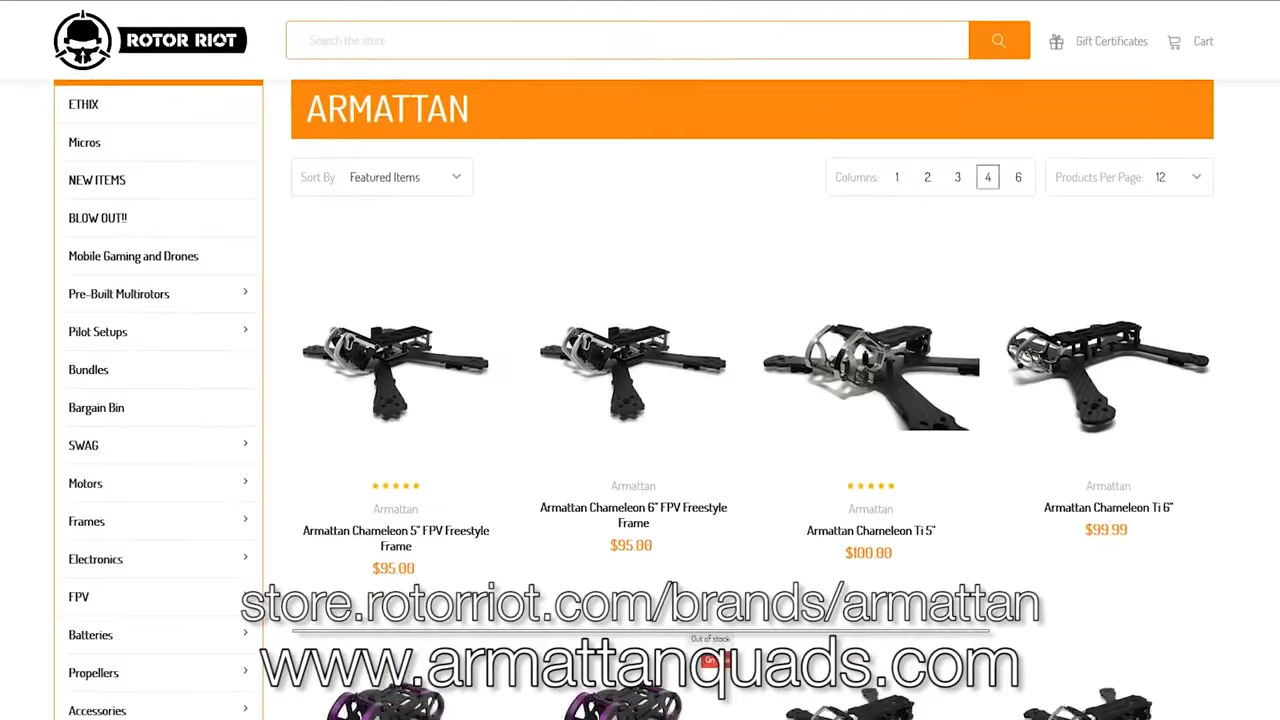 ROTOR RIOT
Search the store
Gift Certificates
Cart
ETHIX
Micros
NEW ITEMS
BLOW OUT!!
Mobile Gaming and Drones
Pre-Built Multirotors
Pilot Setups
Bundles
Bargain Bin
SWAG
Motors
Frames
Electronics
FPV
Batteries
Propellers
Accessories
ARMATTAN
Sort By Featured Items
Columns: 1 2 3 4 6
Products Per Page: 12
Armattan
Armattan Chameleon 5" FPV Freestyle
Frame
$95.00
Armattan
Armattan Chameleon 6" FPV Freestyle
Frame
$95.00
Armattan
Armattan Chameleon Ti 5"
$100.00
Armattan
Armattan Chameleon Ti 6"
$99.99
store.rotorriot.com/brands/armattan
Out of stock
www.armattanquads.com